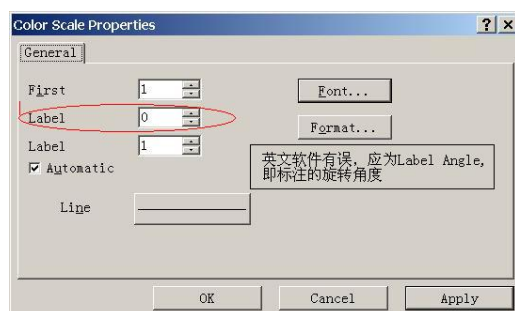 Color Scale Properties
General
First 1
Font...
Label 0
Format...
Label 1
英文软件有误，应为Label Angle,
即标注的旋转角度
Automatic
Line
OK Cancel Apply